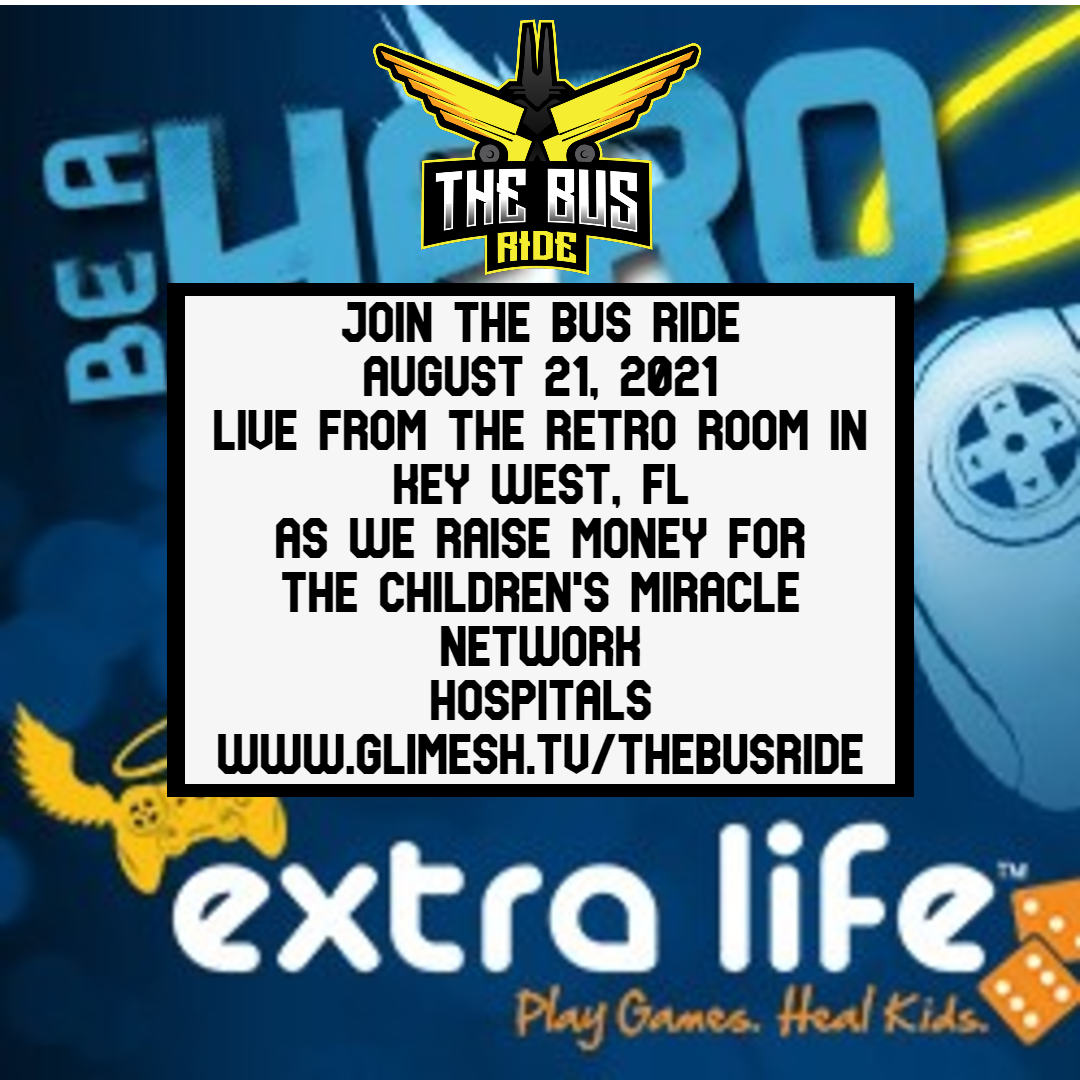 BE A
HERO
THE BUS
RIDE
JOIN THE BUS RIDE
AUGUST 21, 2021
LIVE FROM THE RETRO ROOM IN
KEY WEST, FL
AS WE RAISE MONEY FOR
THE CHILDREN'S MIRACLE
NETWORK
HOSPITALS
WWW.GLIMESH.TV/THEBUSRIDE
extra life™
Play Games. Heal Kids.